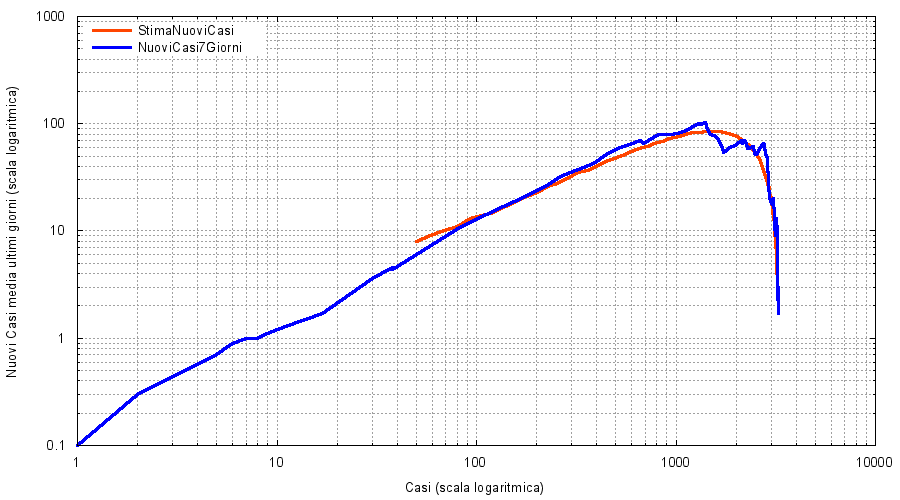 1000
100
10
1
0.1
StimaNuoviCasi
NuoviCasi7Giorni
Nuovi Casi media ultimi giorni (scala logaritmica)
1 10 100 1000 10000
Casi (scala logaritmica)